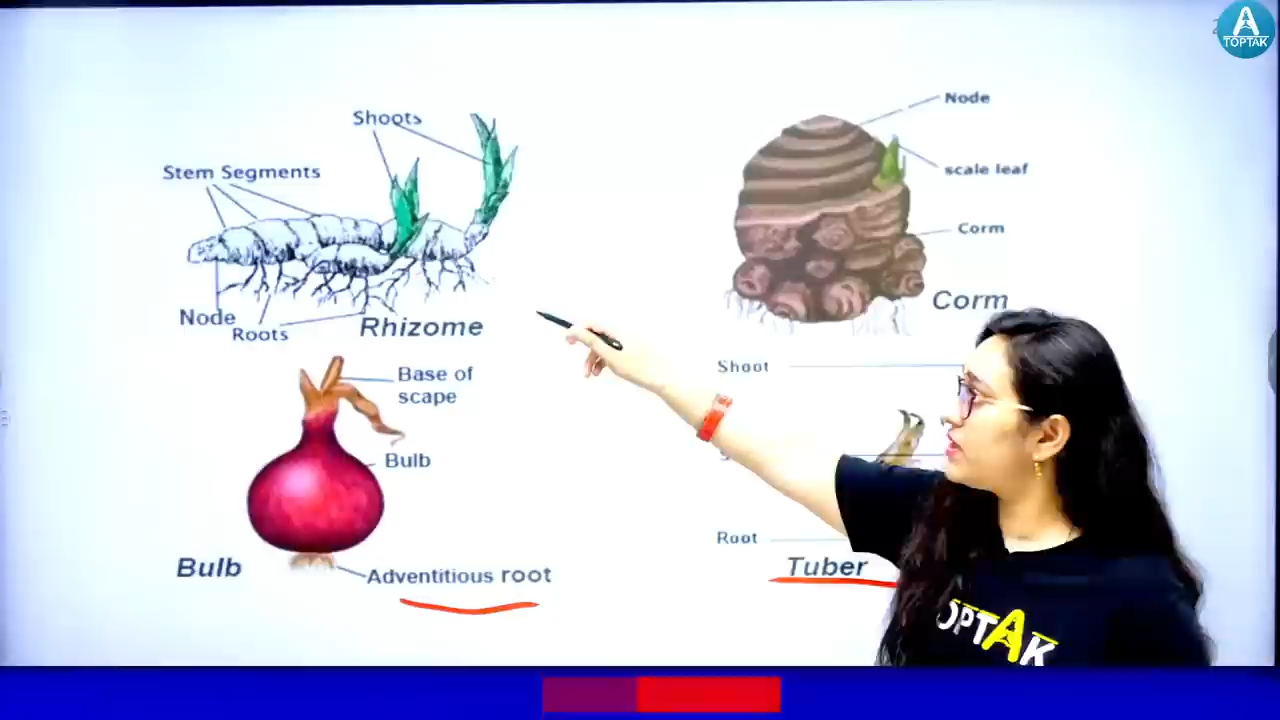 A
TOPTAK
Shoots
Stem Segments
Node
Roots
Rhizome
Node
scale leaf
Corm
Corm
Base of
scape
Bulb
Bulb
Adventitious root
Shoot
Root
Tuber
OPTAK